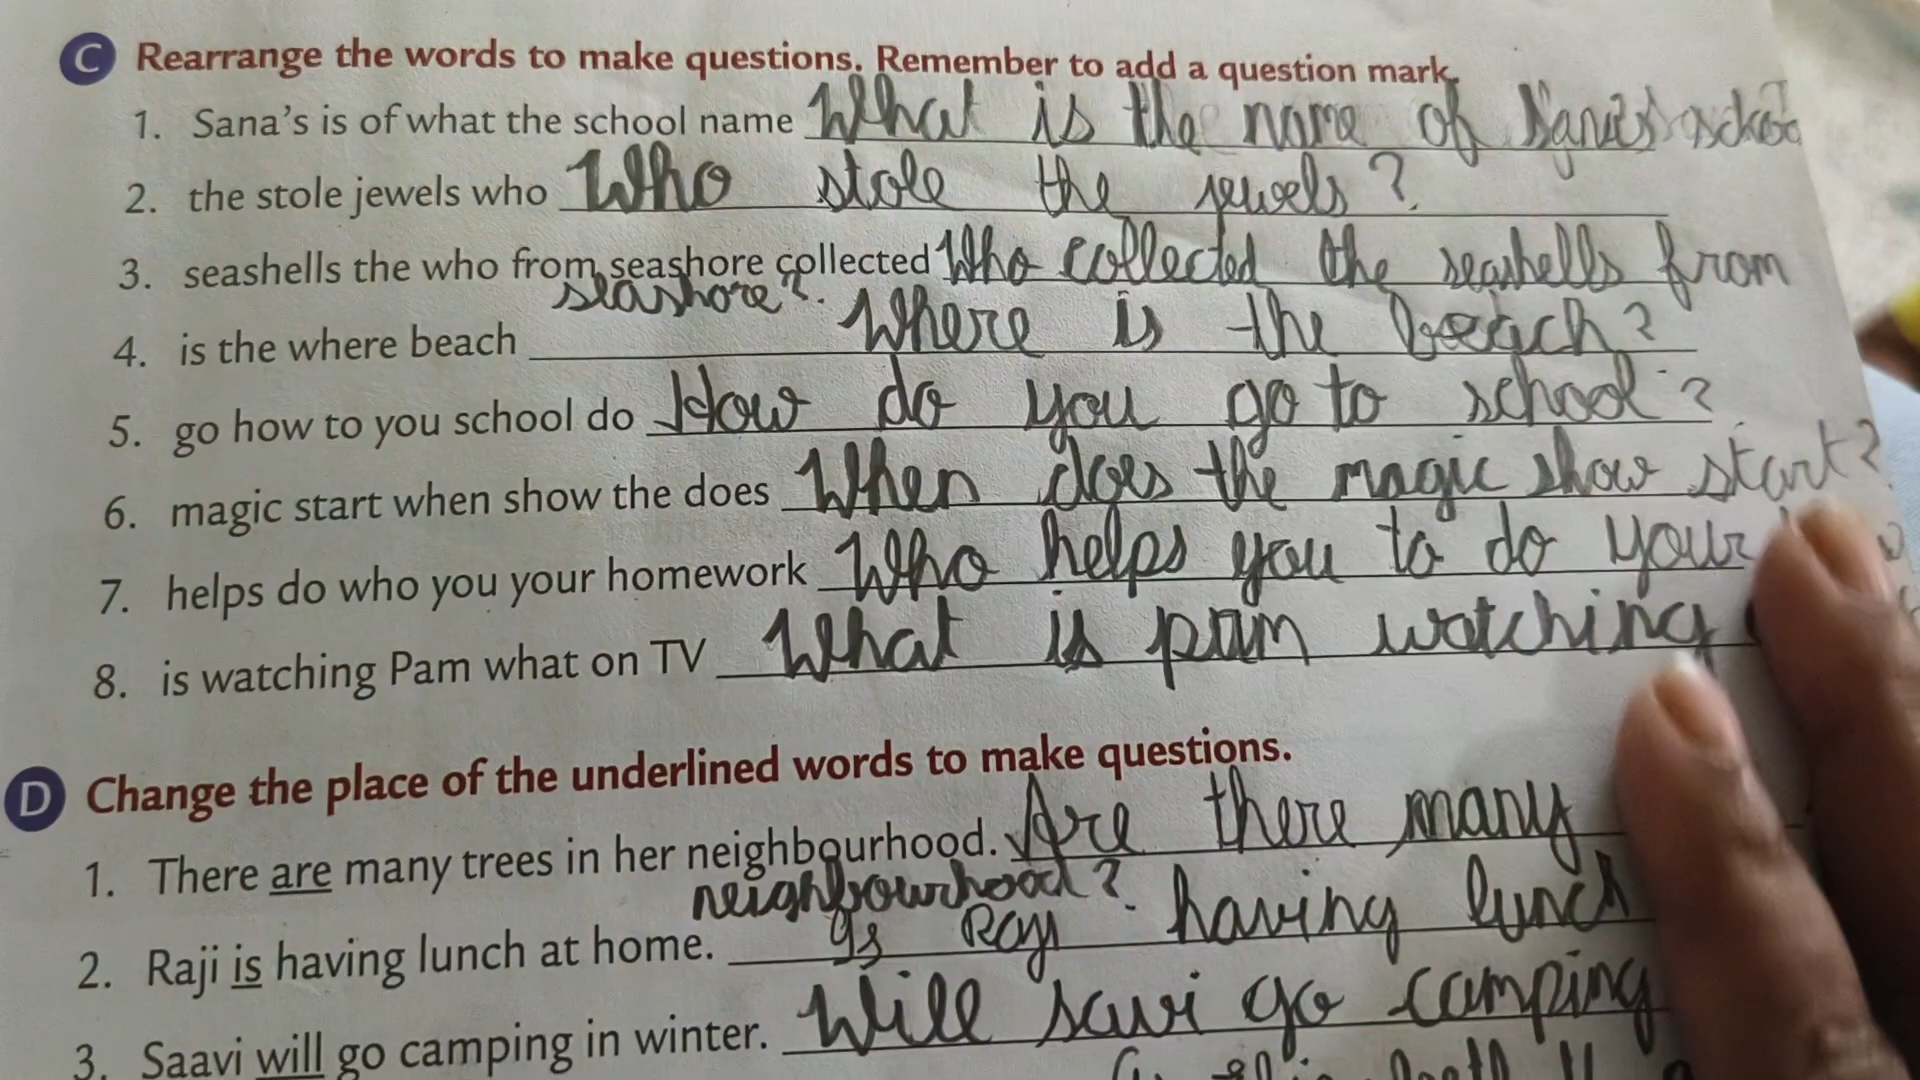 C Rearrange the words to make questions. Remember to add a question mark.
1. Sana's is of what the school name What is the name of Sana's school
2. the stole jewels who Who stole the jewels?
3. seashells the who from seashore collected Who collected the seashells from
seashore?
4. is the where beach Where is the beach?
5. go how to you school do How do you go to school?
6. magic start when show the does When does the magic show start?
7. helps do who you your homework Who helps you to do your
8. is watching Pam what on TV What is pam watching
D Change the place of the underlined words to make questions.
1. There are many trees in her neighbourhood. Are there many
neighbourhood?
2. Raji is having lunch at home. Is Raji having lunch
3. Saavi will go camping in winter. Will savi go camping